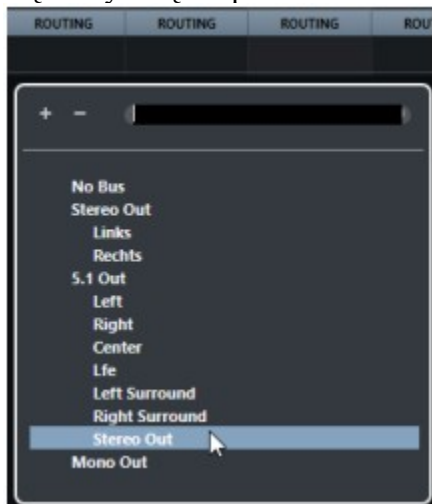 ROUTING ROUTING ROUTING ROU
+ -
No Bus
Stereo Out
Links
Rechts
5.1 Out
Left
Right
Center
Lfe
Left Surround
Right Surround
Stereo Out
Mono Out